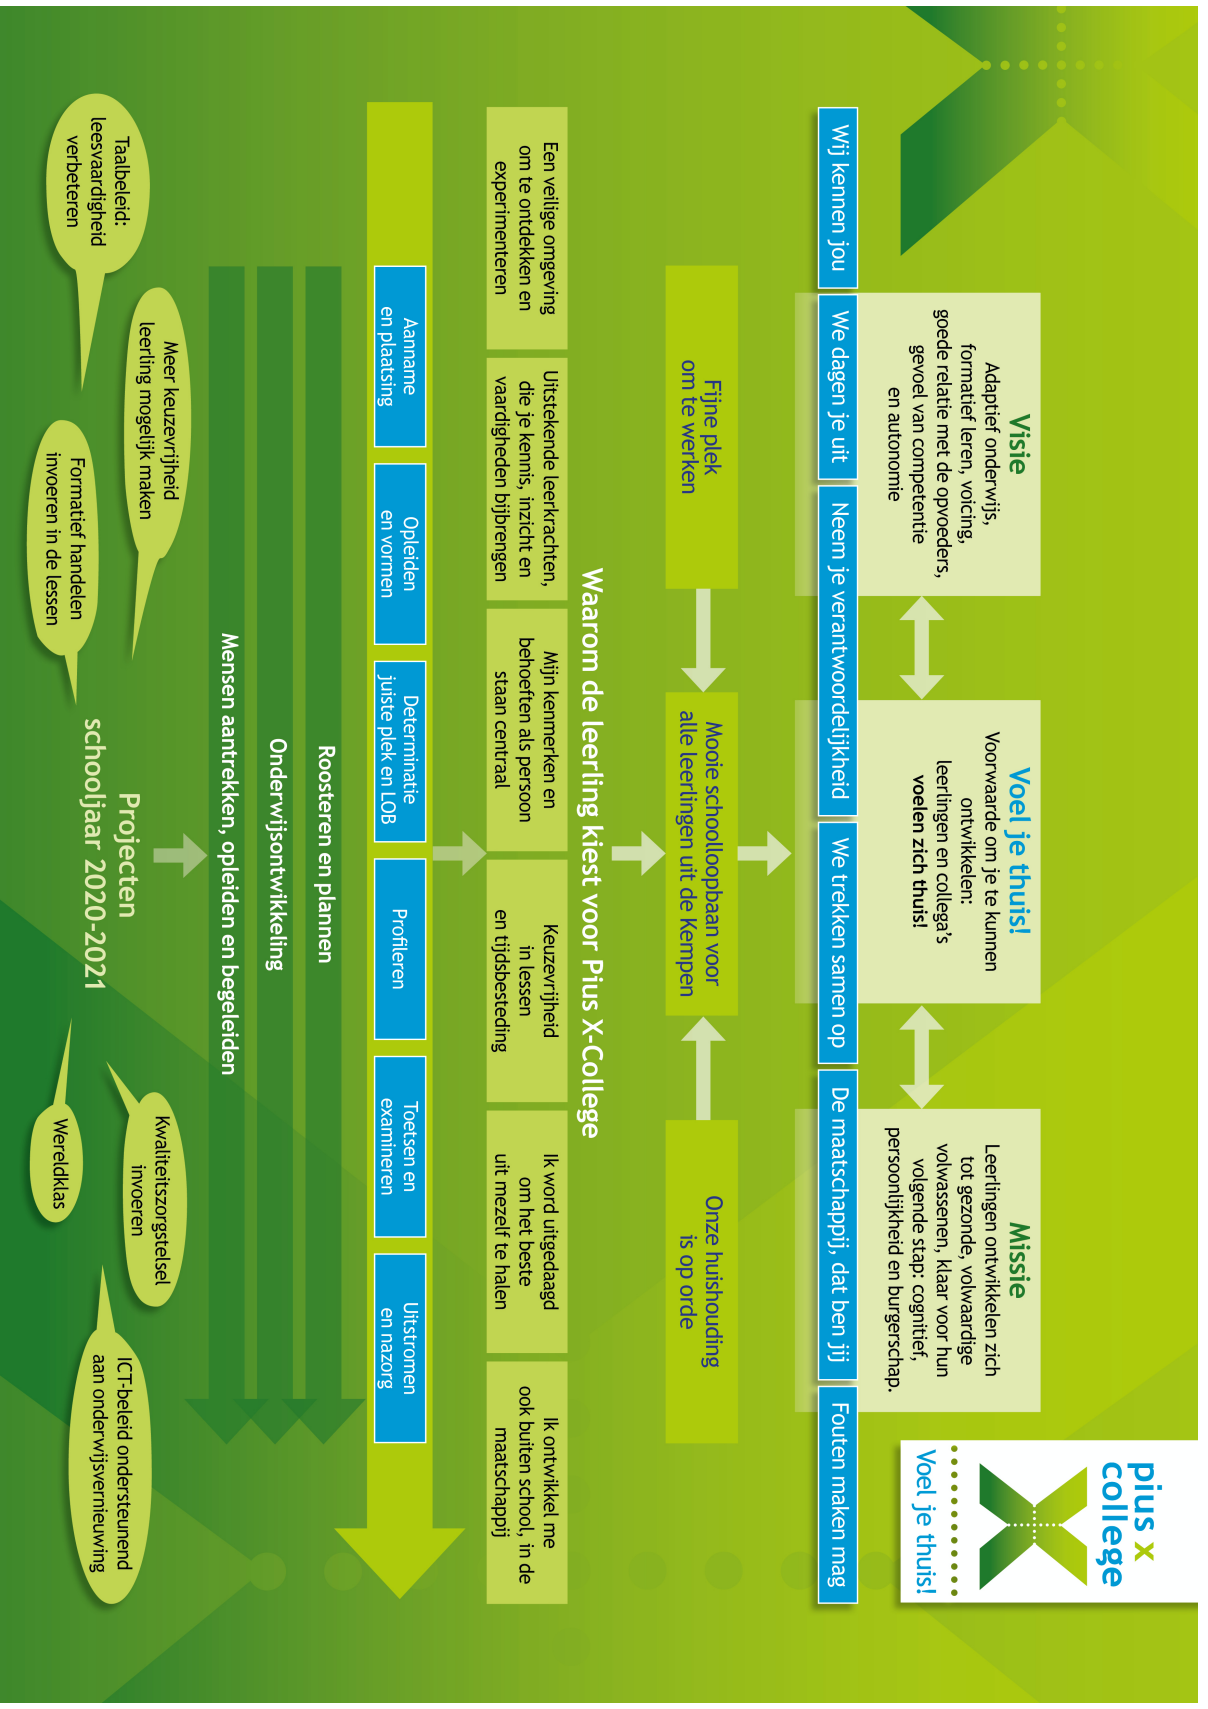 pius x
college
Voel je thuis!
Visie
Adaptief onderwijs,
formatief leren, voicing,
goede relatie met de opvoeders,
gevoel van competentie
en autonomie
Voel je thuis!
Voorwaarde om je te kunnen
ontwikkelen:
leerlingen en collega's
voelen zich thuis!
Missie
Leerlingen ontwikkelen zich
tot gezonde, volwaardige
volwassenen, klaar voor hun
volgende stap: cognitief,
persoonlijkheid en burgerschap.
Wij kennen jou
We dagen je uit
Neem je verantwoordelijkheid
We trekken samen op
De maatschappij, dat ben jij
Fouten maken mag
Fijne plek
om te werken
Mooie schoolloopbaan voor
alle leerlingen uit de Kempen
Onze huishouding
is op orde
Waarom de leerling kiest voor Pius X-College
Een veilige omgeving
om te ontdekken en
experimenteren
Uitstekende leerkrachten,
die je kennis, inzicht en
vaardigheden bijbrengen
Mijn kenmerken en
behoeften als persoon
staan centraal
Keuzevrijheid
in lessen
en tijdsbesteding
Ik word uitgedaagd
om het beste
uit mezelf te halen
Ik ontwikkel me
ook buiten school, in de
maatschappij
Aanname
en plaatsing
Opleiden
en vormen
Determinatie
juiste plek en LOB
Profileren
Toetsen en
examineren
Uitstromen
en nazorg
Roosteren en plannen
Onderwijsontwikkeling
Mensen aantrekken, opleiden en begeleiden
Projecten
schooljaar 2020-2021
Taalbeleid:
leesvaardigheid
verbeteren
Meer keuzevrijheid
leerling mogelijk maken
Formatief handelen
invoeren in de lessen
Kwaliteitszorgstelsel
invoeren
Wereldklas
ICT-beleid ondersteunend
aan onderwijsvernieuwing